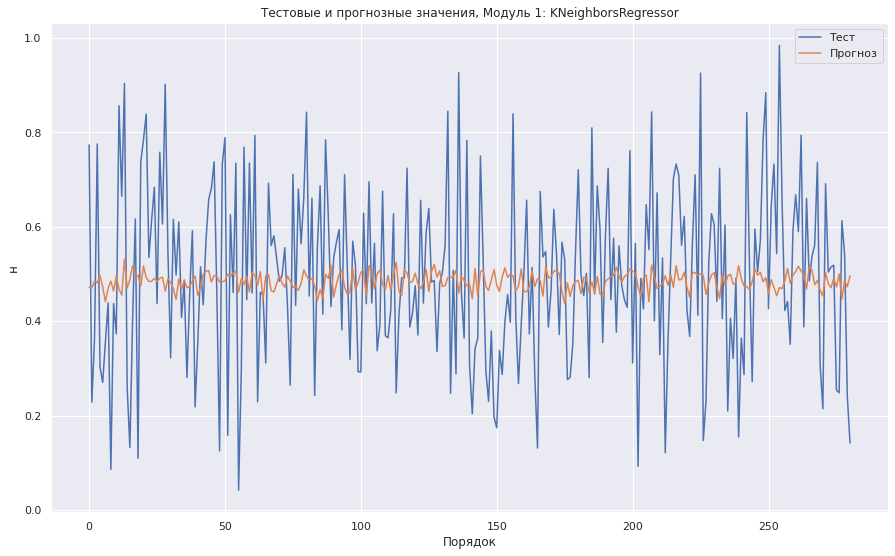 Тестовые и прогнозные значения, Модуль 1: KNeighborsRegressor
Тест
Прогноз
1.0
0.8
0.6
0.4
0.2
0.0
н
0
50
100
150
200
250
Порядок